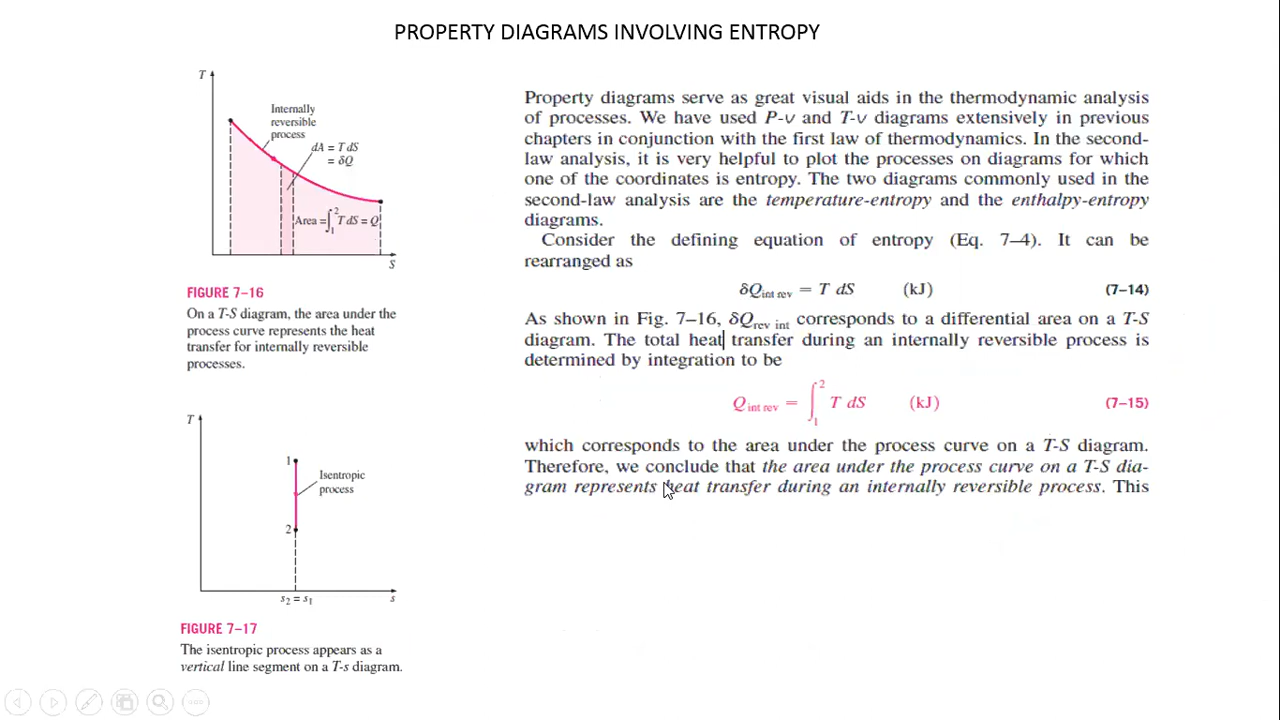 PROPERTY DIAGRAMS INVOLVING ENTROPY
T
Internally
reversible
process
dA = T dS
= δQ
Area = ∫₁² T dS = Q
S
FIGURE 7–16
On a T-S diagram, the area under the
process curve represents the heat
transfer for internally reversible
processes.
T
1
Isentropic
process
2
s₂ = s₁
s
FIGURE 7–17
The isentropic process appears as a
vertical line segment on a T-s diagram.
Property diagrams serve as great visual aids in the thermodynamic analysis
of processes. We have used P-v and T-v diagrams extensively in previous
chapters in conjunction with the first law of thermodynamics. In the second-
law analysis, it is very helpful to plot the processes on diagrams for which
one of the coordinates is entropy. The two diagrams commonly used in the
second-law analysis are the temperature-entropy and the enthalpy-entropy
diagrams.
Consider the defining equation of entropy (Eq. 7–4). It can be
rearranged as
δQint rev = T dS (kJ) (7–14)
As shown in Fig. 7–16, δQrev int corresponds to a differential area on a T-S
diagram. The total heat transfer during an internally reversible process is
determined by integration to be
Qint rev = ∫₁² T dS (kJ) (7–15)
which corresponds to the area under the process curve on a T-S diagram.
Therefore, we conclude that the area under the process curve on a T-S dia-
gram represents heat transfer during an internally reversible process. This